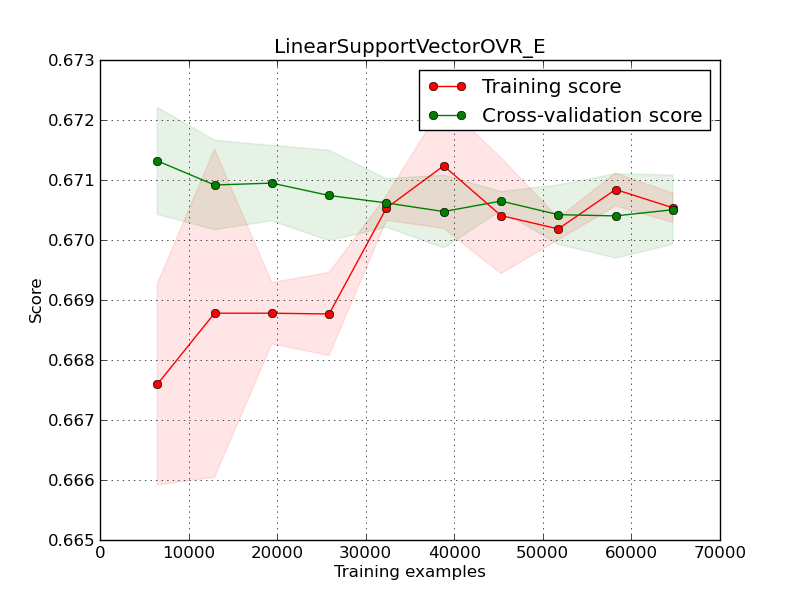 LinearSupportVectorOVR_E
0.673
Training score
Cross-validation score
0.672
0.671
0.670
0.669
0.668
0.667
0.666
0.665
Score
0 10000 20000 30000 40000 50000 60000 70000
Training examples